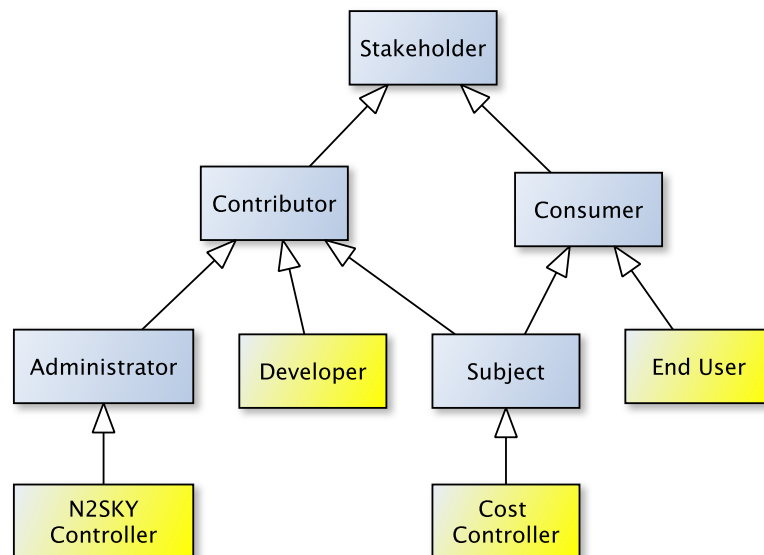 Stakeholder
Contributor
Consumer
Administrator
Developer
Subject
End User
N2SKY
Controller
Cost
Controller